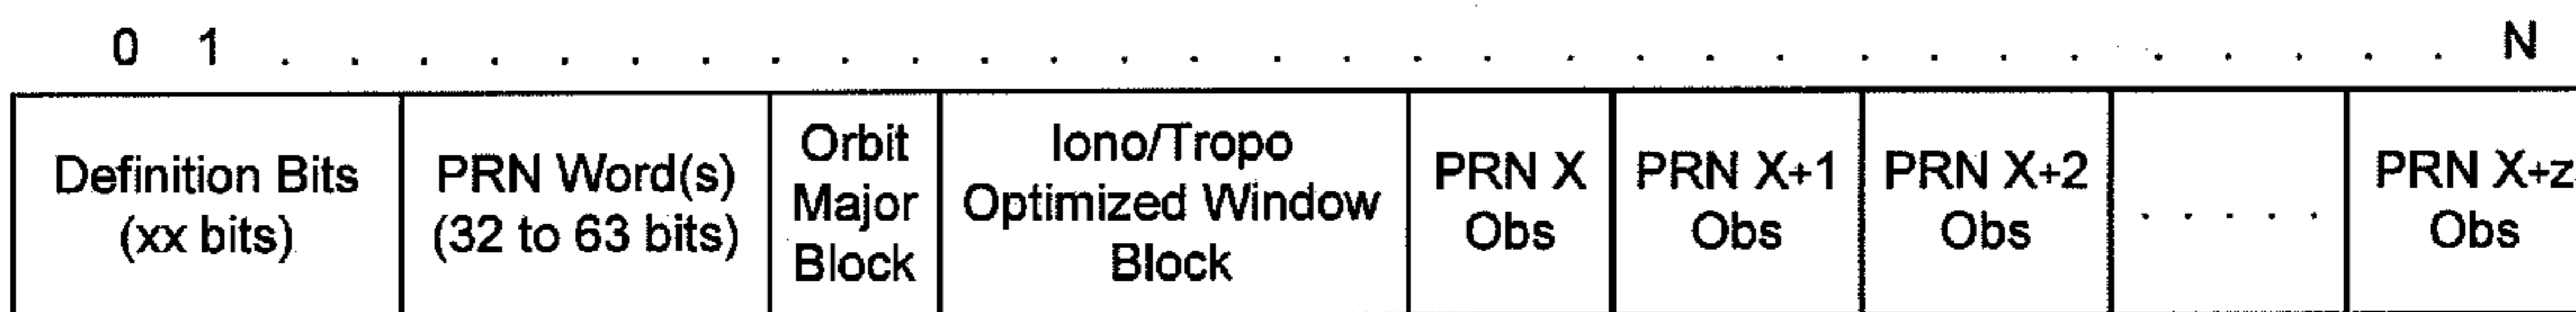 0 1 . . . . . . . . . . . . . . . . . . . . . . . . . . . . . . . N
Definition Bits
(xx bits)
PRN Word(s)
(32 to 63 bits)
Orbit
Major
Block
Iono/Tropo
Optimized Window
Block
PRN X
Obs
PRN X+1
Obs
PRN X+2
Obs
. . . . .
PRN X+z
Obs